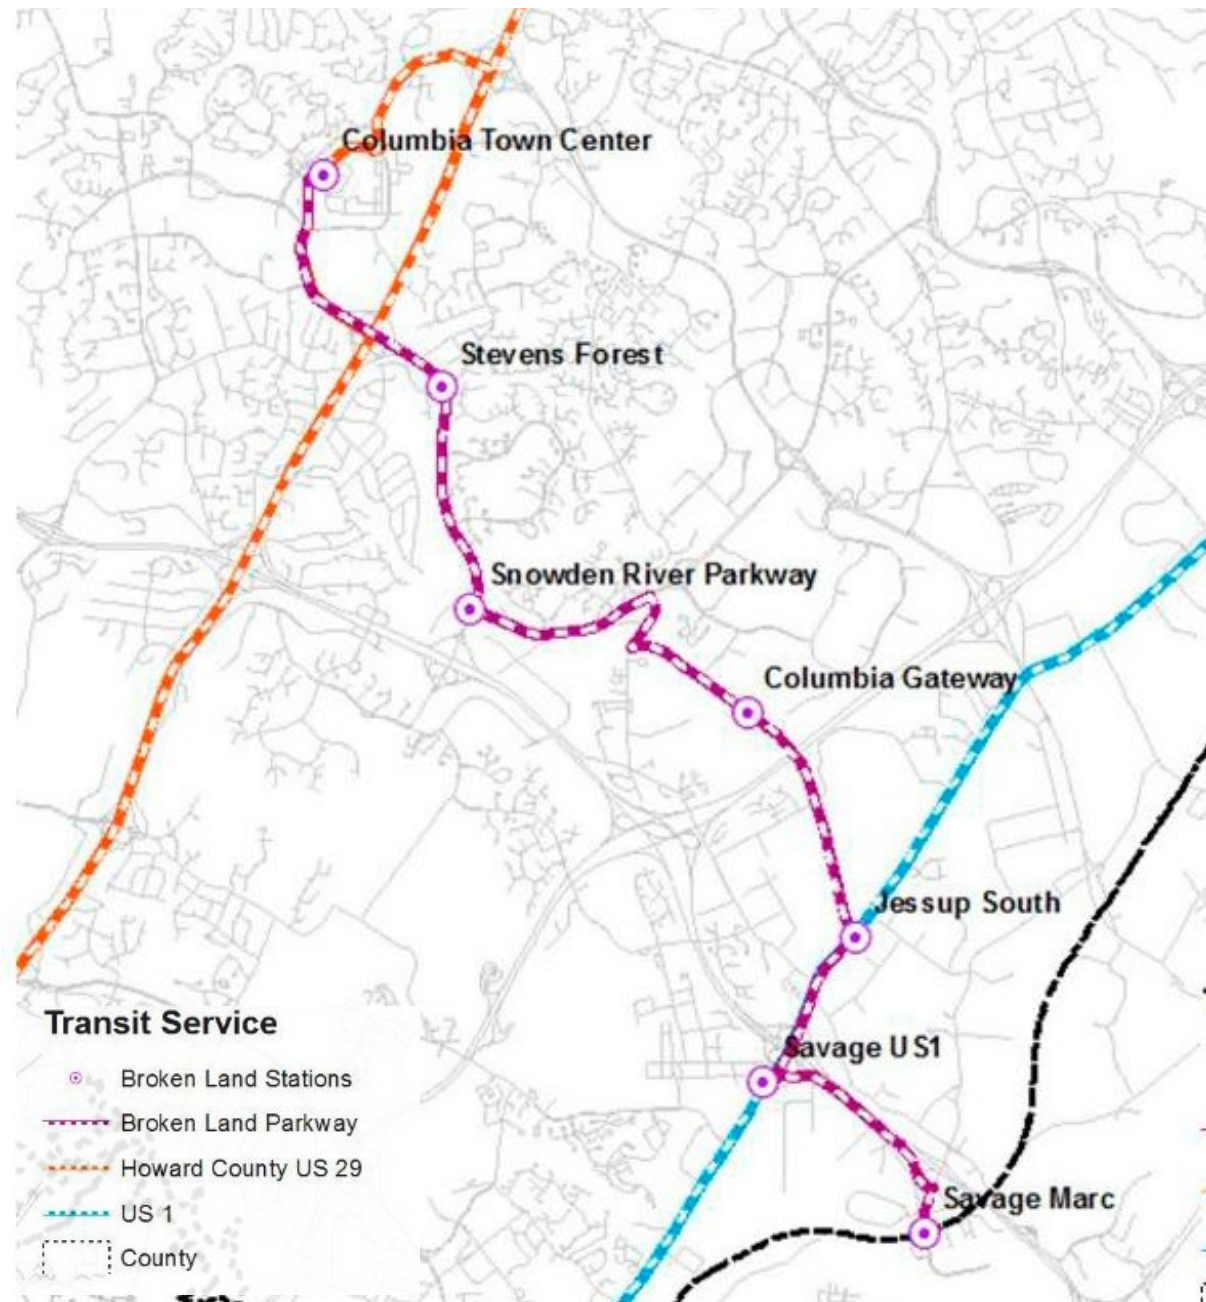 Columbia Town Center
Stevens Forest
Snowden River Parkway
Columbia Gateway
Jessup South
Savage US1
Savage Marc
Transit Service
Broken Land Stations
Broken Land Parkway
Howard County US 29
US 1
County